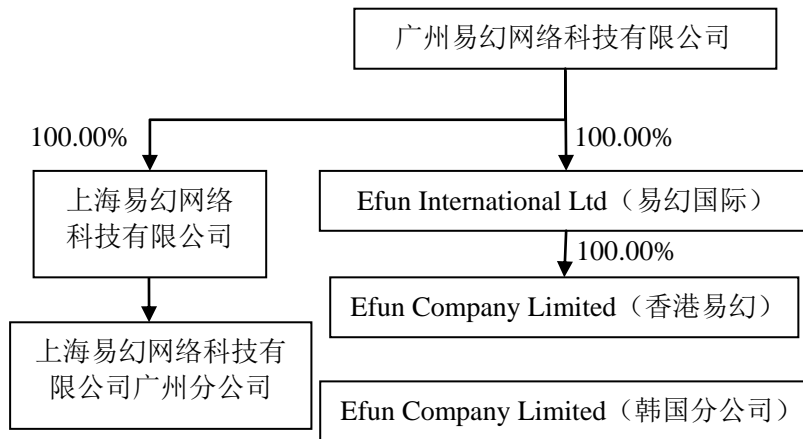 广州易幻网络科技有限公司
100.00%
100.00%
上海易幻网络
科技有限公司
Efun International Ltd（易幻国际）
100.00%
Efun Company Limited（香港易幻）
上海易幻网络科技有
限公司广州分公司
Efun Company Limited（韩国分公司）